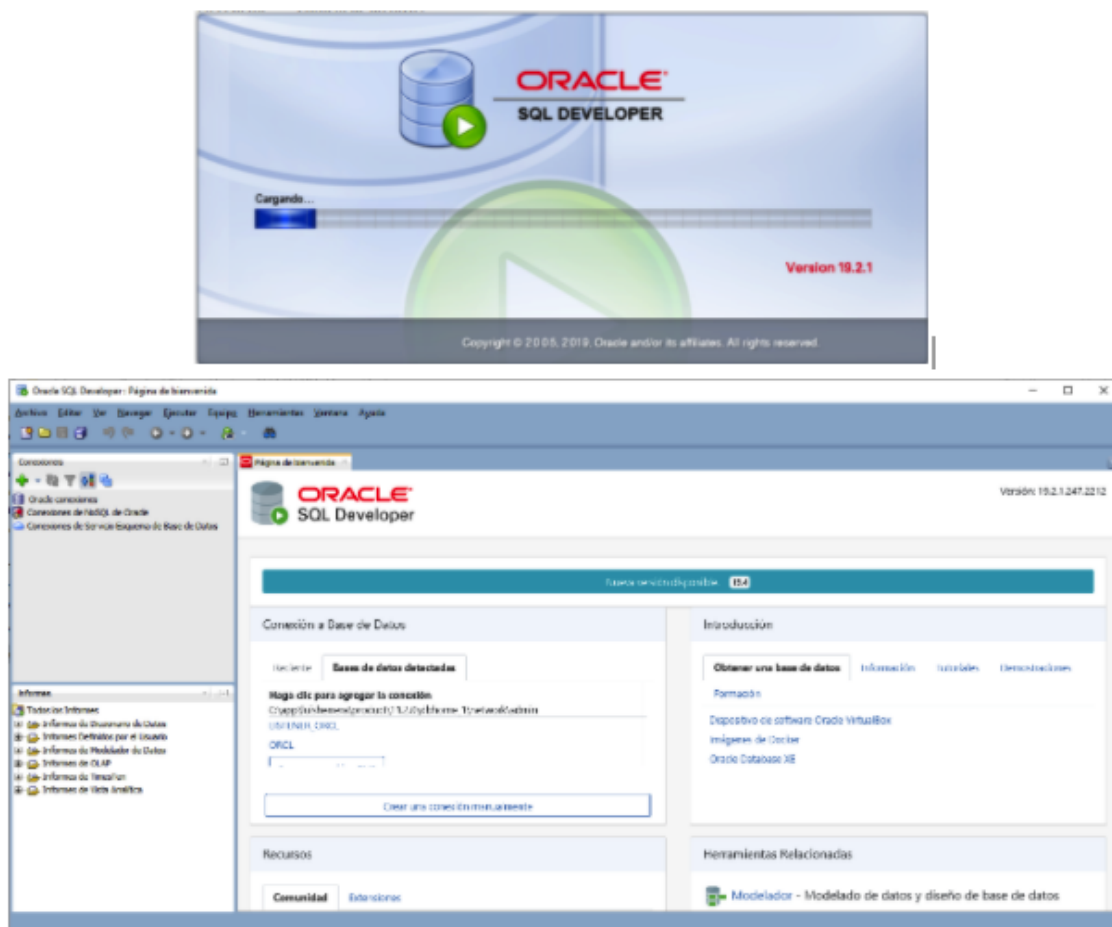 ORACLE
SQL DEVELOPER
Cargando...
Version 19.2.1
Copyright © 2005, 2019, Oracle and/or its affiliates. All rights reserved.
Oracle SQL Developer : Página de bienvenida
Archivo Editar Ver Navegar Ejecutar Equipo Herramientas Ventana Ayuda
Conexiones
Oracle conexiones
Conexiones de NoSQL de Oracle
Conexiones de Servicio Esquema de Base de Datos
Informes
Todos los Informes
Informes de Diccionario de Datos
Informes Definidos por el Usuario
Informes de Modelador de Datos
Informes de OLAP
Informes de TimesTen
Informes de Vista Analítica
Página de bienvenida
ORACLE
SQL Developer
Versión: 19.2.1.247.2212
Nueva versión disponible 19.4
Conexión a Base de Datos
Reciente Bases de datos detectadas
Haga clic para agregar la conexión
ORCL
Crear una conexión manualmente
Introducción
Obtener una base de datos Información Tutoriales Demostraciones
Formación
Dispositivo de software Oracle VirtualBox
Imágenes de Docker
Oracle Database XE
Recursos
Comunidad Extensiones
Herramientas Relacionadas
Modelador - Modelado de datos y diseño de base de datos